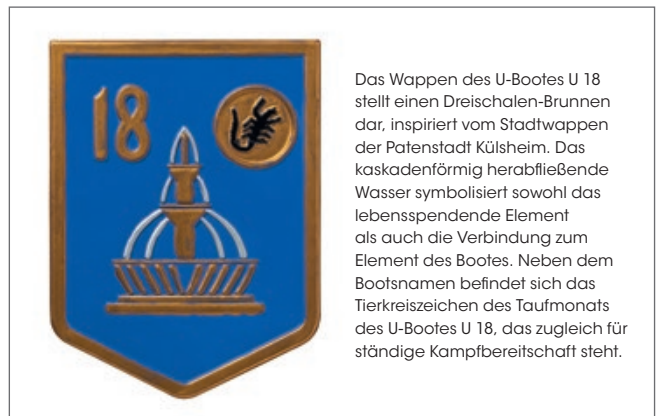 18
Das Wappen des U-Bootes U 18
stellt einen Dreischalen-Brunnen
dar, inspiriert vom Stadtwappen
der Patenstadt Külsheim. Das
kaskadenförmig herabfließende
Wasser symbolisiert sowohl das
lebensspendende Element
als auch die Verbindung zum
Element des Bootes. Neben dem
Bootsnamen befindet sich das
Tierkreiszeichen des Taufmonats
des U-Bootes U 18, das zugleich für
ständige Kampfbereitschaft steht.